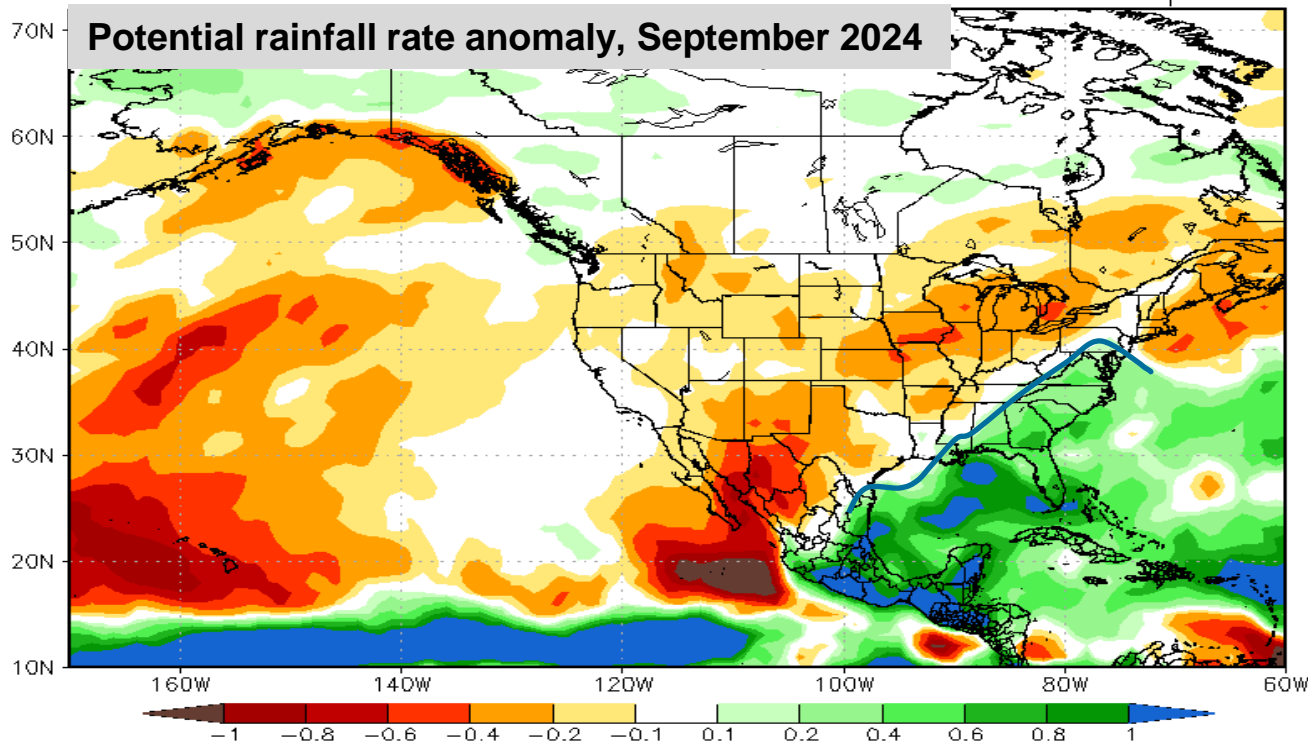 Potential rainfall rate anomaly, September 2024
70N
60N
50N
40N
30N
20N
10N
160W 140W 120W 100W 80W 60W
−1 −0.8 −0.6 −0.4 −0.2 −0.1 0.1 0.2 0.4 0.6 0.8 1